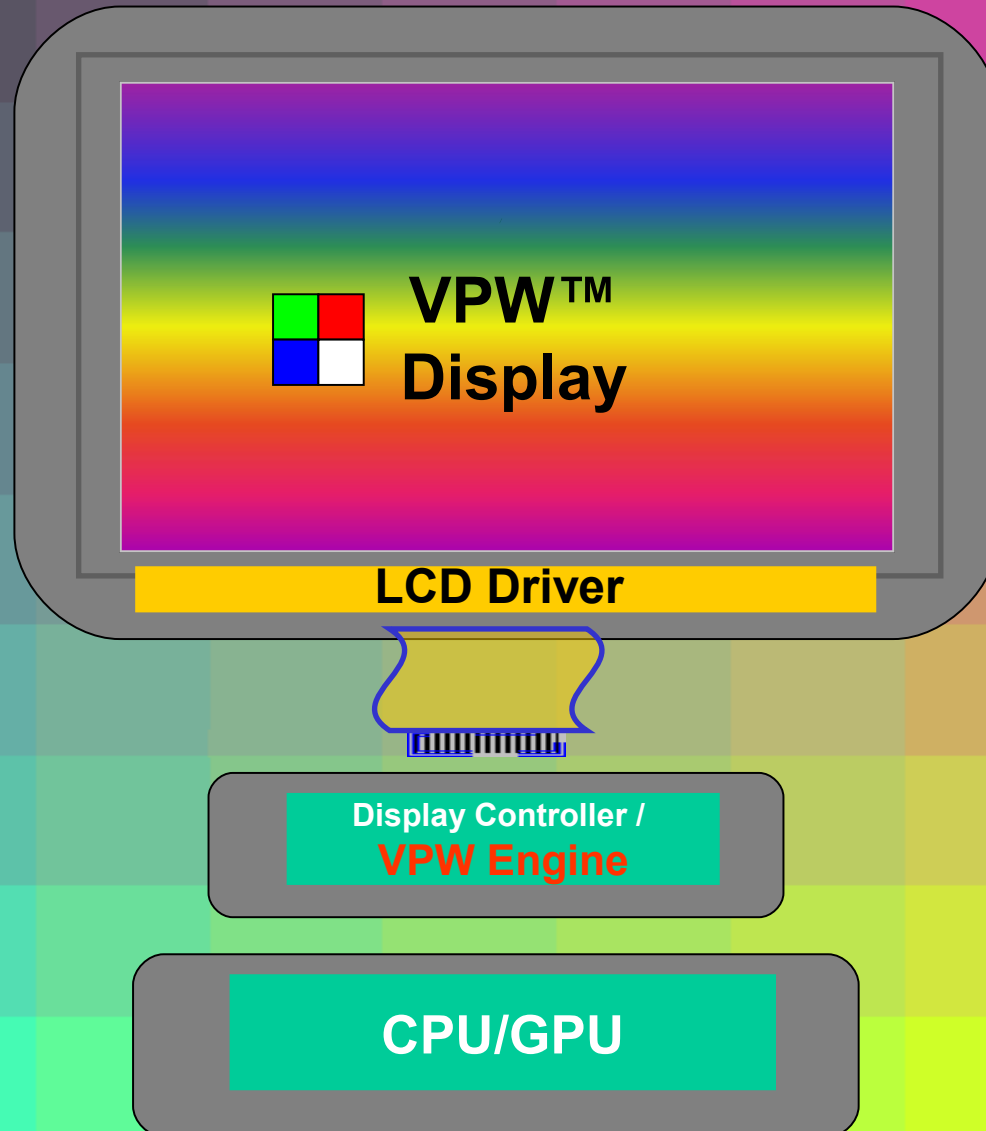 VPW™
Display
LCD Driver
Display Controller /
VPW Engine
CPU/GPU